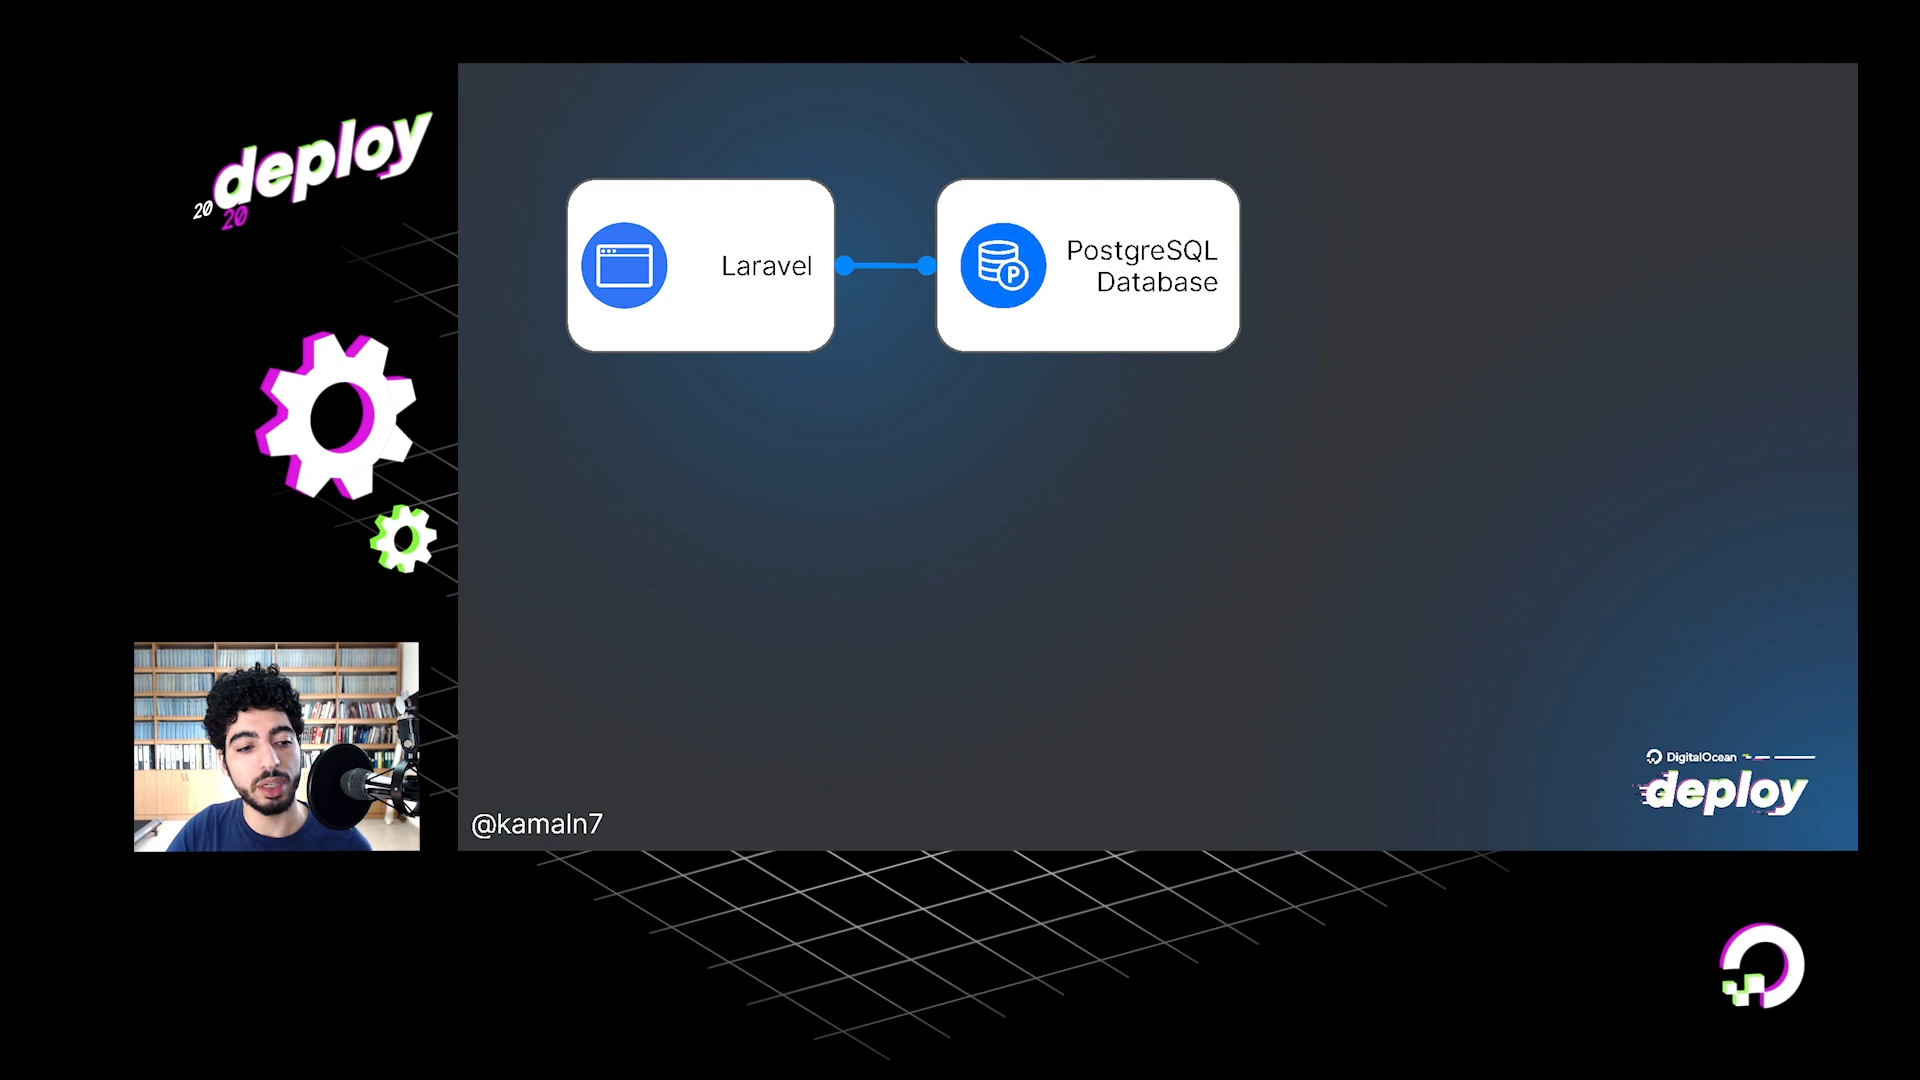 deploy
20
20
Laravel
PostgreSQL
Database
P
@kamaln7
DigitalOcean
deploy